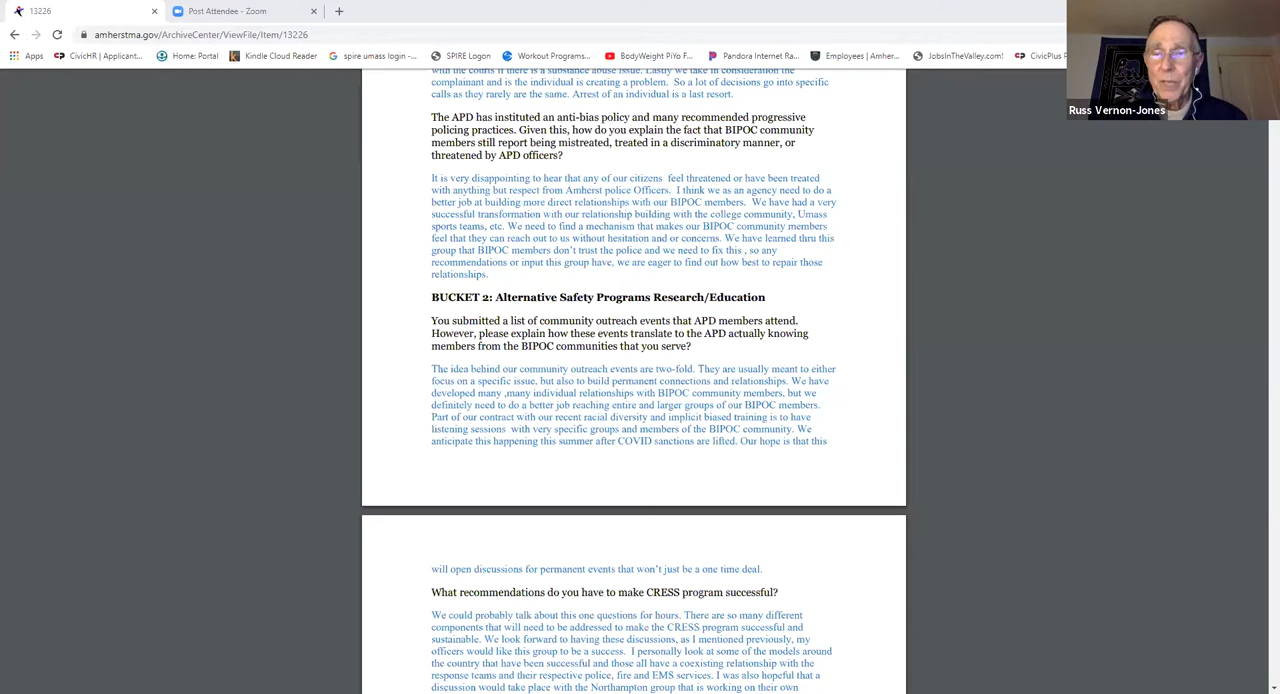 13226
Post Attendee - Zoom
amherstma.gov/ArchiveCenter/ViewFile/Item/13226
Apps
CivicHR | Applicant...
Home: Portal
Kindle Cloud Reader
spire umass login -...
SPIRE Logon
Workout Programs...
BodyWeight PiYo F...
Pandora Internet Ra...
Employees | Amher...
JobsInTheValley.com!
CivicPlus P
Russ Vernon-Jones
with the courts if there is a substance abuse issue. Lastly we take in consideration the
complainant and is the individual is creating a problem. So a lot of decisions go into specific
calls as they rarely are the same. Arrest of an individual is a last resort.
The APD has instituted an anti-bias policy and many recommended progressive
policing practices. Given this, how do you explain the fact that BIPOC community
members still report being mistreated, treated in a discriminatory manner, or
threatened by APD officers?
It is very disappointing to hear that any of our citizens feel threatened or have been treated
with anything but respect from Amherst police Officers. I think we as an agency need to do a
better job at building more direct relationships with our BIPOC members. We have had a very
successful transformation with our relationship building with the college community, Umass
sports teams, etc. We need to find a mechanism that makes our BIPOC community members
feel that they can reach out to us without hesitation and or concerns. We have learned thru this
group that BIPOC members don't trust the police and we need to fix this , so any
recommendations or input this group have, we are eager to find out how best to repair those
relationships.
BUCKET 2: Alternative Safety Programs Research/Education
You submitted a list of community outreach events that APD members attend.
However, please explain how these events translate to the APD actually knowing
members from the BIPOC communities that you serve?
The idea behind our community outreach events are two-fold. They are usually meant to either
focus on a specific issue, but also to build permanent connections and relationships. We have
developed many ,many individual relationships with BIPOC community members, but we
definitely need to do a better job reaching entire and larger groups of our BIPOC members.
Part of our contract with our recent racial diversity and implicit biased training is to have
listening sessions with very specific groups and members of the BIPOC community. We
anticipate this happening this summer after COVID sanctions are lifted. Our hope is that this
will open discussions for permanent events that won't just be a one time deal.
What recommendations do you have to make CRESS program successful?
We could probably talk about this one questions for hours. There are so many different
components that will need to be addressed to make the CRESS program successful and
sustainable. We look forward to having these discussions, as I mentioned previously, my
officers would like this group to be a success. I personally look at some of the models around
the country that have been successful and those all have a coexisting relationship with the
response teams and their respective police, fire and EMS services. I was also hopeful that a
discussion would take place with the Northampton group that is working on their own